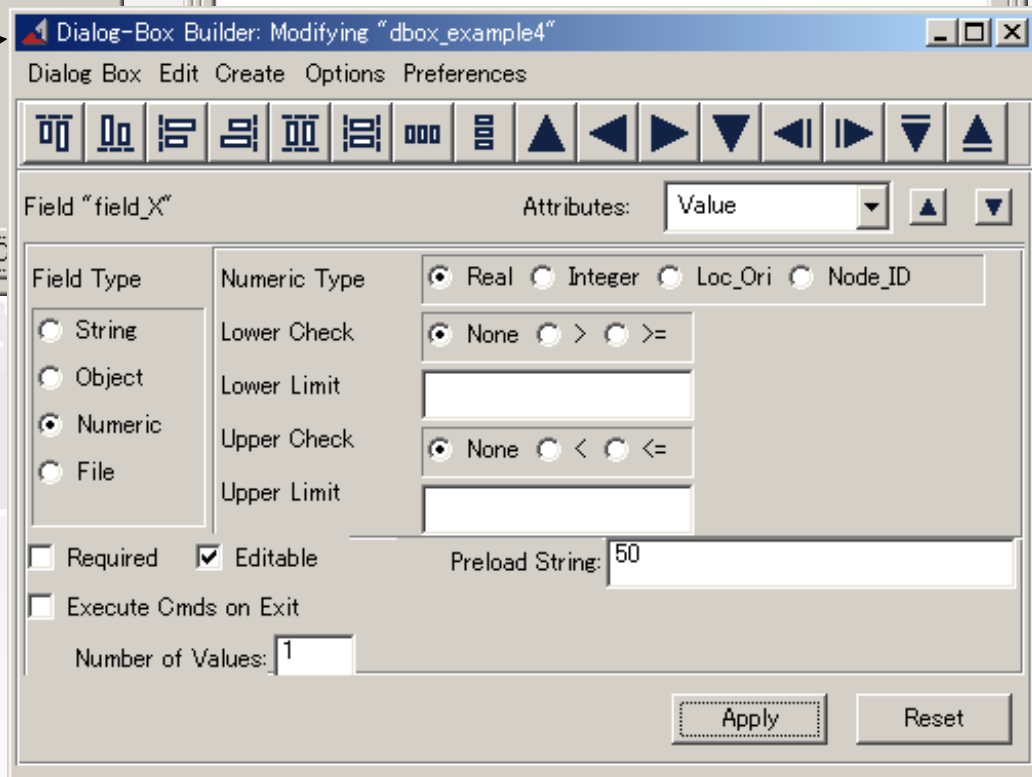 Dialog-Box Builder: Modifying "dbox_example4"
Dialog Box Edit Create Options Preferences
Field "field_X" Attributes: Value
Field Type Numeric Type Real Integer Loc_Ori Node_ID
String Lower Check None > >=
Object Lower Limit
Numeric Upper Check None < <=
File Upper Limit
Required Editable Preload String: 50
Execute Cmds on Exit
Number of Values: 1
Apply Reset